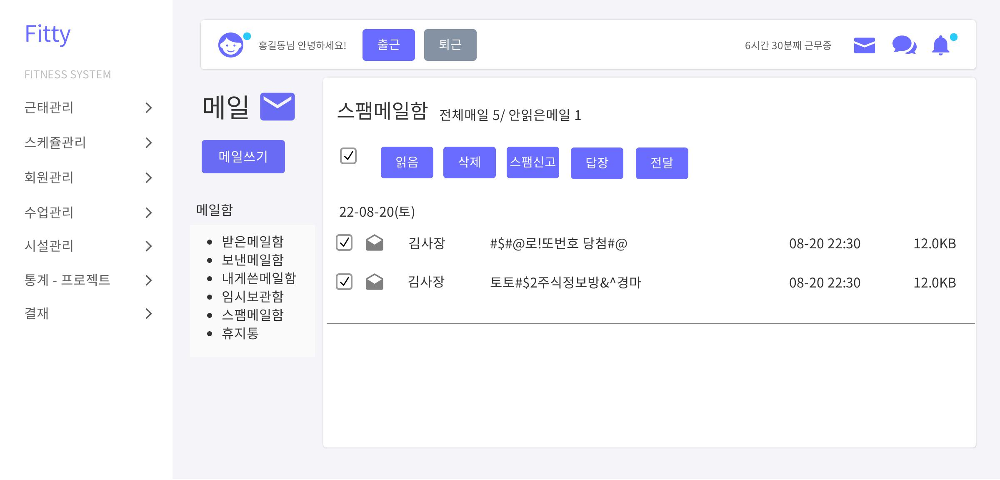 Fitty
FITNESS SYSTEM
근태관리
스케쥴관리
회원관리
수업관리
시설관리
통계 - 프로젝트
결재
홍길동님 안녕하세요!
출근
퇴근
6시간 30분째 근무중
메일
메일쓰기
메일함
받은메일함
보낸메일함
내게쓴메일함
임시보관함
스팸메일함
휴지통
스팸메일함 전체매일 5/ 안읽은메일 1
읽음 삭제 스팸신고 답장 전달
22-08-20(토)
김사장 #$#@로!또번호 당첨#@ 08-20 22:30 12.0KB
김사장 토토#$2주식정보방&^경마 08-20 22:30 12.0KB